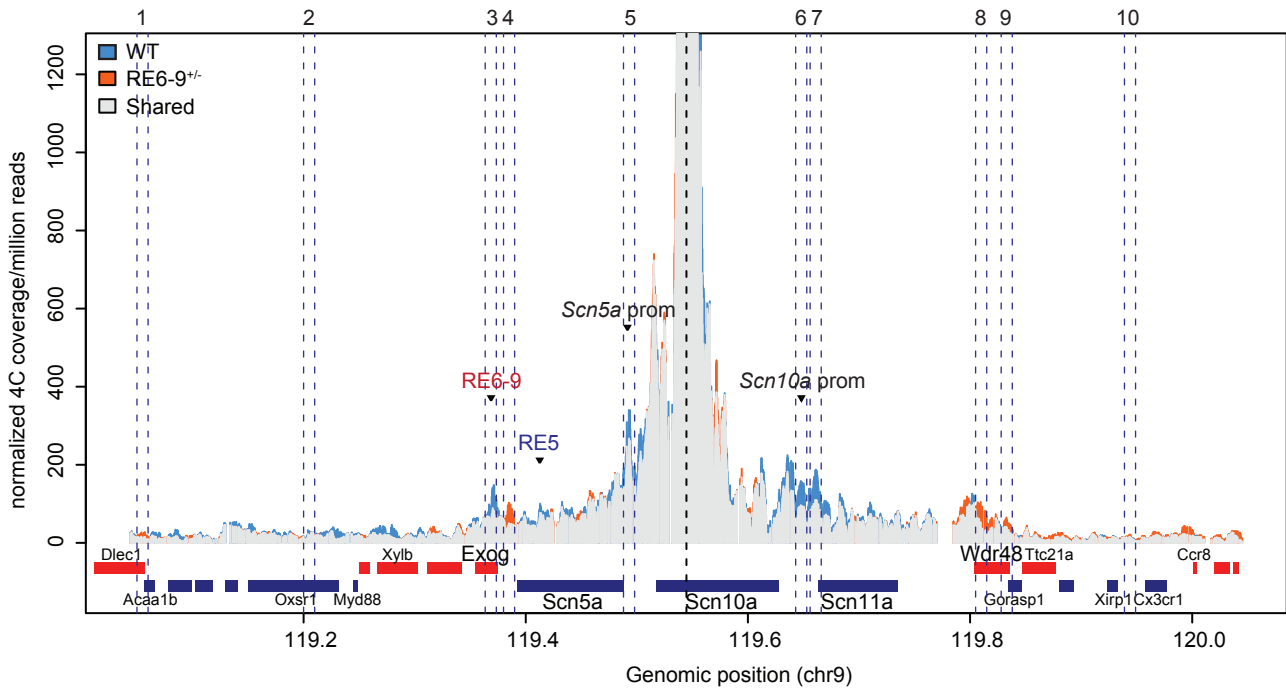 1 2 3 4 5 6 7 8 9 10
WT
RE6-9+/-
Shared
normalized 4C coverage/million reads
1200
1000
800
600
400
200
0
Scn5a prom
RE6-9
Scn10a prom
RE5
Dlec1 Xylb Exog Wdr48 Ttc21a Ccr8
Acaa1b Oxsr1 Myd88 Scn5a Scn10a Scn11a Gorasp1 Xirp1 Cx3cr1
119.2 119.4 119.6 119.8 120.0
Genomic position (chr9)